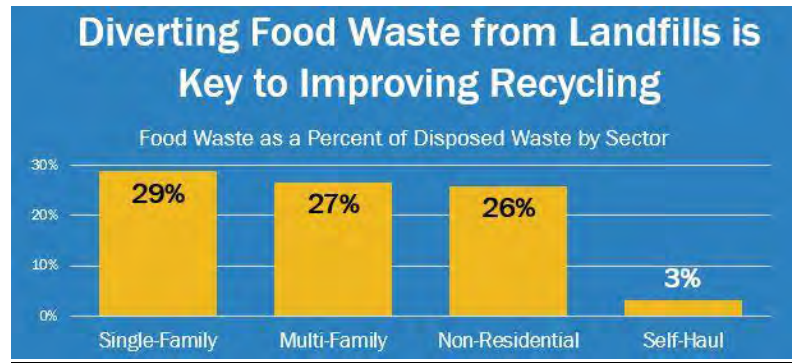 Diverting Food Waste from Landfills is
Key to Improving Recycling
Food Waste as a Percent of Disposed Waste by Sector
30%
29%
27%
26%
20%
10%
3%
0%
Single-Family Multi-Family Non-Residential Self-Haul